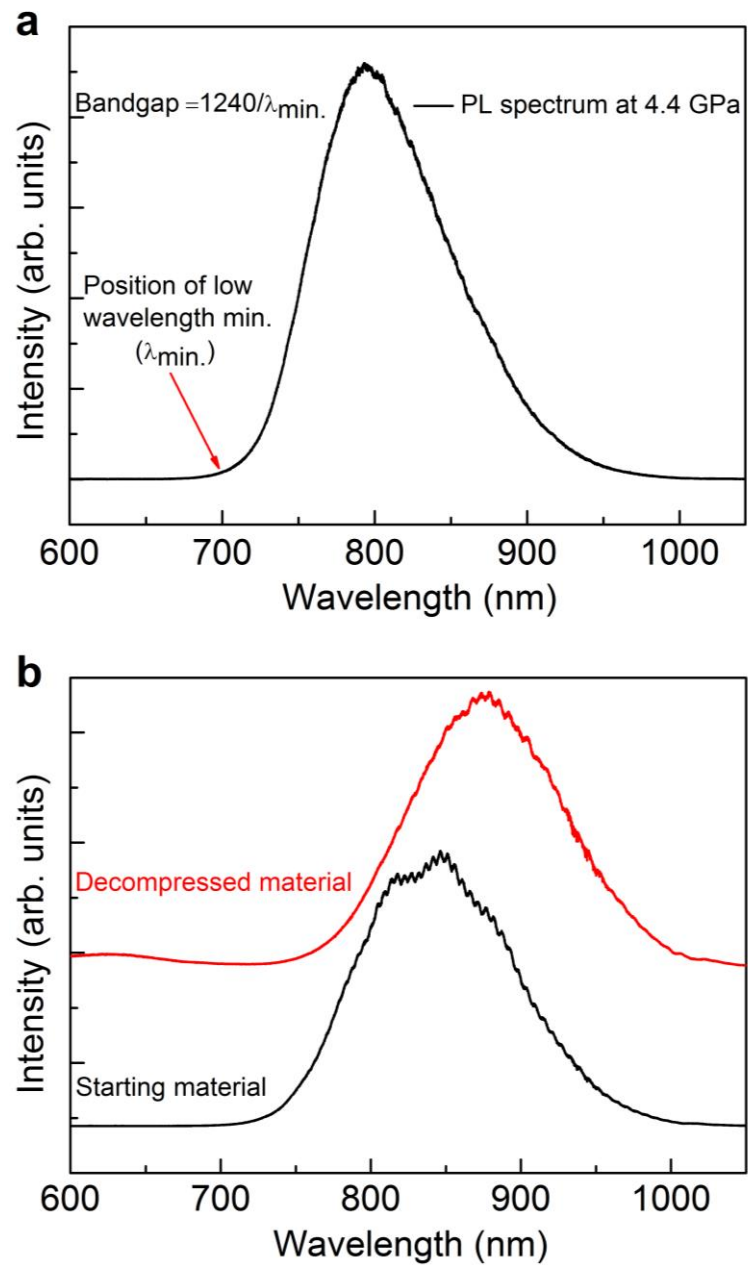 a
Bandgap =1240/λmin.
PL spectrum at 4.4 GPa
Position of low
wavelength min.
(λmin.)
Intensity (arb. units)
600 700 800 900 1000
Wavelength (nm)
b
Decompressed material
Starting material
Intensity (arb. units)
600 700 800 900 1000
Wavelength (nm)